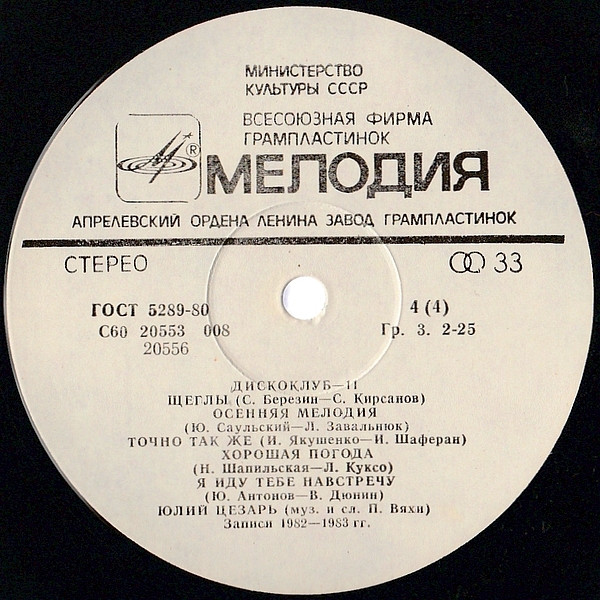 МИНИСТЕРСТВО
КУЛЬТУРЫ СССР
ВСЕСОЮЗНАЯ ФИРМА
ГРАМПЛАСТИНОК
®
МЕЛОДИЯ
АПРЕЛЕВСКИЙ ОРДЕНА ЛЕНИНА ЗАВОД ГРАМПЛАСТИНОК
СТЕРЕО 33
ГОСТ 5289-80 4 (4)
С60 20553 008 Гр. 3. 2-25
20556
ДИСКОКЛУБ—11
ЩЕГЛЫ (С. Березин—С. Кирсанов)
ОСЕННЯЯ МЕЛОДИЯ
(Ю. Саульский—Л. Завальнюк)
ТОЧНО ТАК ЖЕ (И. Якушенко—И. Шаферан)
ХОРОШАЯ ПОГОДА
(Н. Шапильская—Л. Куксо)
Я ИДУ ТЕБЕ НАВСТРЕЧУ
(Ю. Антонов—В. Дюнин)
ЮЛИЙ ЦЕЗАРЬ (муз. и сл. П. Вяхи)
Записи 1982—1983 гг.